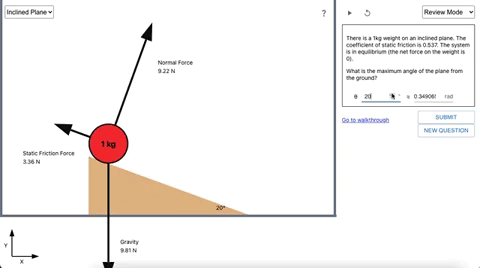 Inclined Plane
?
Review Mode
Normal Force
9.22 N
1 kg
Static Friction Force
3.36 N
20°
Gravity
9.81 N
Y
X
There is a 1kg weight on an inclined plane. The
coefficient of static friction is 0.537. The system
is in equilibrium (the net force on the weight is
0).
What is the maximum angle of the plane from
the ground?
θ 20 ° = 0.34906 rad
Go to walkthrough
SUBMIT
NEW QUESTION